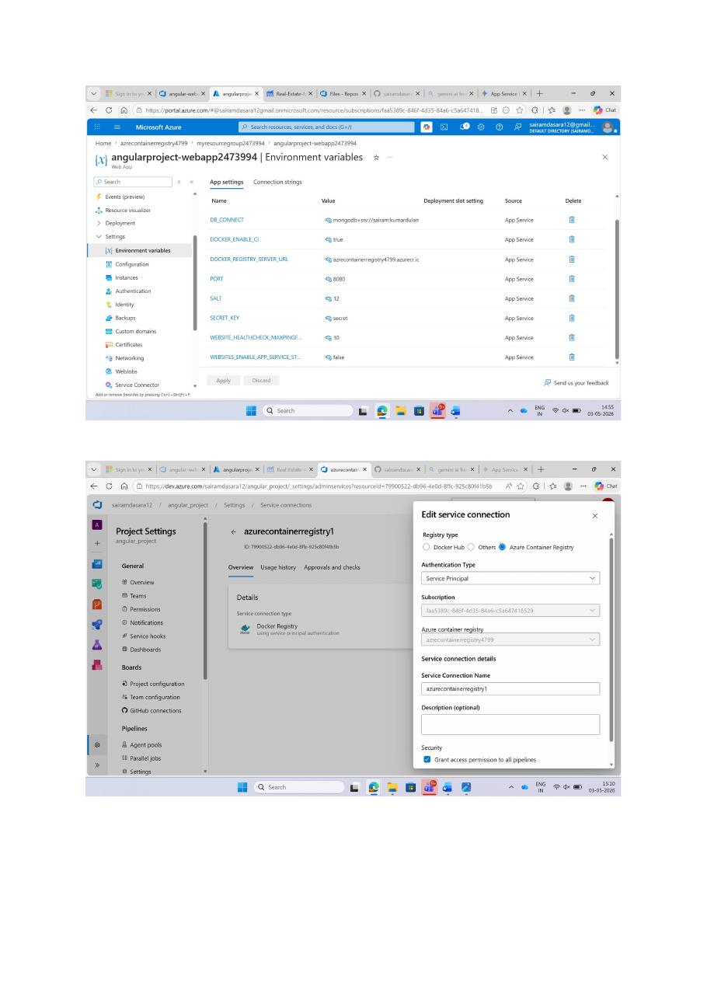 Sign in to yo
angular-web
angularproje
Real-Estate-M
Files - Repos
sairamdasara
gemini ai free
App Service
https://portal.azure.com/#@sairamdasara12gmail.onmicrosoft.com/resource/subscriptions/faa5389c-846f-4d35-84a6-c5a647418...
Chat
Microsoft Azure
Search resources, services, and docs (G+/)
sairamdasara12@gmail....
DEFAULT DIRECTORY (SAIRAMD...
Home > azrecontainerregistry4799 > myresourcegroup2473994 > angularproject-webapp2473994
angularproject-webapp2473994 | Environment variables
Web App
Search
Events (preview)
Resource visualizer
Deployment
Settings
Environment variables
Configuration
Instances
Authentication
Identity
Backups
Custom domains
Certificates
Networking
WebJobs
Service Connector
Add or remove favorites by pressing Ctrl+Shift+F
App settings Connection strings
Name Value Deployment slot setting Source Delete
DB_CONNECT mongodb+srv://sairam:kumardulam App Service
DOCKER_ENABLE_CI true App Service
DOCKER_REGISTRY_SERVER_URL azrecontainerregistry4799.azurecr.ic App Service
PORT 8080 App Service
SALT 12 App Service
SECRET_KEY secret App Service
WEBSITE_HEALTHCHECK_MAXPINGF... 10 App Service
WEBSITES_ENABLE_APP_SERVICE_ST... false App Service
Apply Discard
Send us your feedback
Search
9+
ENG
IN
14:55
03-05-2026
Sign in to yo
angular-web
angularproje
Real Estate
azurecontain
sairamdasara
gemini ai free
App Service
https://dev.azure.com/sairamdasara12/angular_project/_settings/adminservices?resourceId=79900522-db96-4e0d-8ffc-925c80f41b5b
Chat
sairamdasara12 / angular_project / Settings / Service connections
A
Project Settings
angular_project
General
Overview
Teams
Permissions
Notifications
Service hooks
Dashboards
Boards
Project configuration
Team configuration
GitHub connections
Pipelines
Agent pools
Parallel jobs
Settings
azurecontainerregistry1
ID: 79900522-db96-4e0d-8ffc-925c80f41b5b
Overview Usage history Approvals and checks
Details
Service connection type
Docker Registry
using service principal authentication
Edit service connection
Registry type
Docker Hub Others Azure Container Registry
Authentication Type
Service Principal
Subscription
faa5389c-846f-4d35-84a6-c5a647418529
Azure container registry
azrecontainerregistry4799
Service connection details
Service Connection Name
azurecontainerregistry1
Description (optional)
Security
Grant access permission to all pipelines
Search
9+
ENG
IN
15:10
03-05-2026